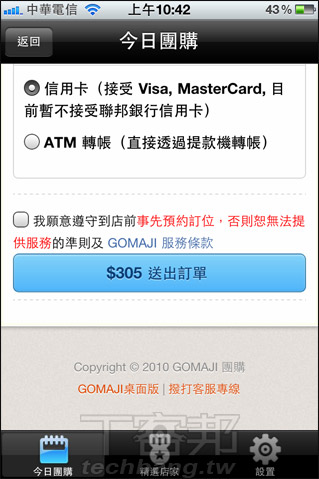 中華電信 上午10:42 43%
返回 今日團購
信用卡（接受 Visa, MasterCard, 目
前暫不接受聯邦銀行信用卡）
ATM 轉帳（直接透過提款機轉帳）
我願意遵守到店前事先預約訂位，否則恕無法提
供服務的準則及 GOMAJI 服務條款
$305 送出訂單
Copyright © 2010 GOMAJI 團購
GOMAJI桌面版 | 撥打客服專線
T客邦
techbang.tw
今日團購 精選店家 設置